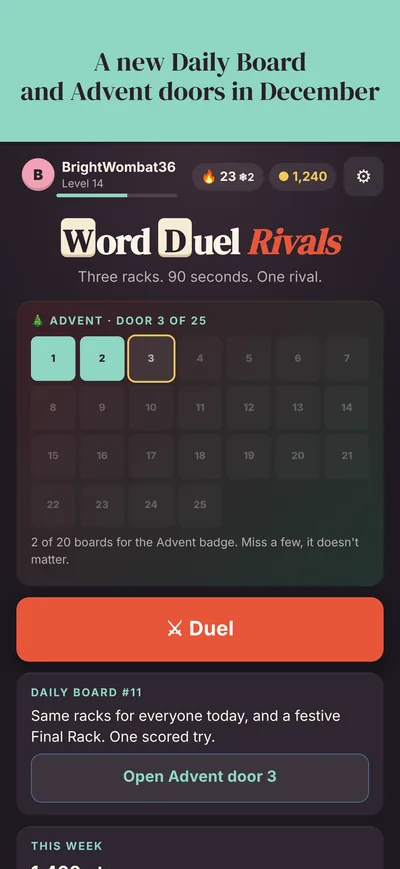 A new Daily Board
and Advent doors in December
B
BrightWombat36
Level 14
🔥 23 ❄2
1,240
⚙
Word Duel Rivals
Three racks. 90 seconds. One rival.
🎄 ADVENT · DOOR 3 OF 25
1 2 3 4 5 6 7
8 9 10 11 12 13 14
15 16 17 18 19 20 21
22 23 24 25
2 of 20 boards for the Advent badge. Miss a few, it doesn't
matter.
⚔ Duel
DAILY BOARD #11
Same racks for everyone today, and a festive
Final Rack. One scored try.
Open Advent door 3
THIS WEEK